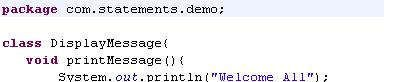 package com.statements.demo;
class DisplayMessage{
void printMessage(){
System.out.println("Welcome All");